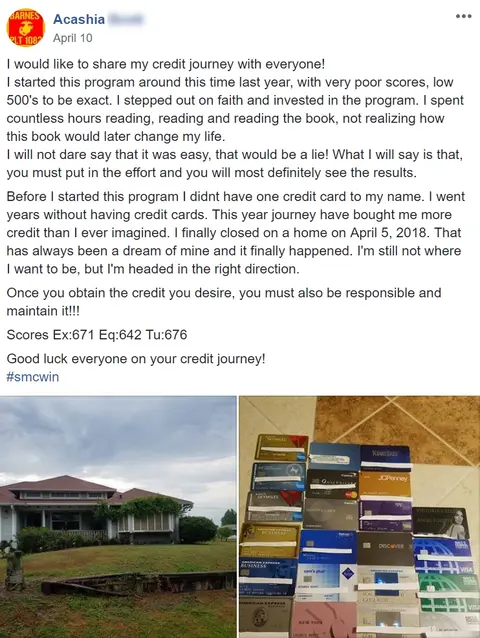 BARNES
PLT 1083
Acashia
April 10
I would like to share my credit journey with everyone!
I started this program around this time last year, with very poor scores, low
500's to be exact. I stepped out on faith and invested in the program. I spent
countless hours reading, reading and reading the book, not realizing how
this book would later change my life.
I will not dare say that it was easy, that would be a lie! What I will say is that,
you must put in the effort and you will most definitely see the results.
Before I started this program I didnt have one credit card to my name. I went
years without having credit cards. This year journey have bought me more
credit than I ever imagined. I finally closed on a home on April 5, 2018. That
has always been a dream of mine and it finally happened. I'm still not where
I want to be, but I'm headed in the right direction.
Once you obtain the credit you desire, you must also be responsible and
maintain it!!!
Scores Ex:671 Eq:642 Tu:676
Good luck everyone on your credit journey!
#smcwin
JCPenney
DISCOVER
AMERICAN EXPRESS
BUSINESS
sam's plus
NEW YORK
VISA
VISA